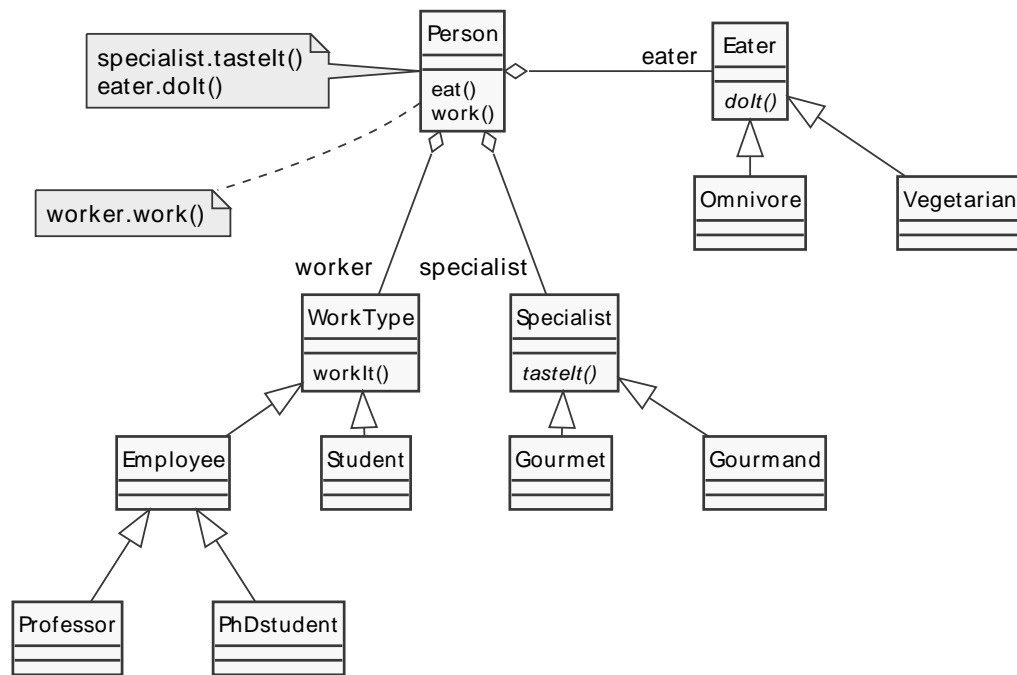 Person
Eater
specialist.tasteIt()
eater.doIt()
eater
eat()
work()
doIt()
worker.work()
Omnivore
Vegetarian
worker
specialist
WorkType
Specialist
workIt()
tasteIt()
Employee
Student
Gourmet
Gourmand
Professor
PhDstudent